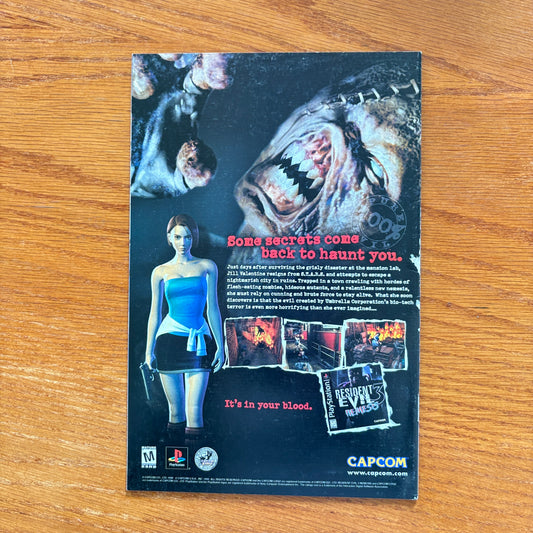 100%
Some secrets come
back to haunt you.
Just days after surviving the grisly disaster at the mansion lab,
Jill Valentine resigns from S.T.A.R.S. and attempts to escape a
nightmarish city in ruins. Trapped in a town crawling with hordes of
flesh-eating zombies, hideous mutants, and a relentless new nemesis,
she must rely on cunning and brute force to stay alive. What she soon
discovers is that the evil created by Umbrella Corporation's bio-tech
terror is even more horrifying than she ever imagined....
PlayStation
RESIDENT
EVIL 3
NEMESIS
It's in your blood.
M
PlayStation
CAPCOM
www.capcom.com